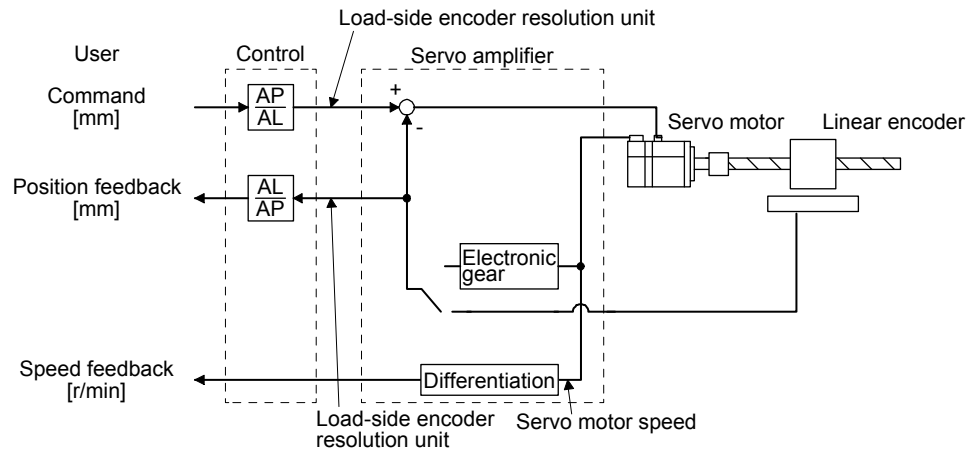 Load-side encoder resolution unit
User
Control
Servo amplifier
Command
[mm]
AP
AL
+
-
Servo motor
Linear encoder
Position feedback
[mm]
AL
AP
Electronic
gear
Speed feedback
[r/min]
Differentiation
Load-side encoder
resolution unit
Servo motor speed